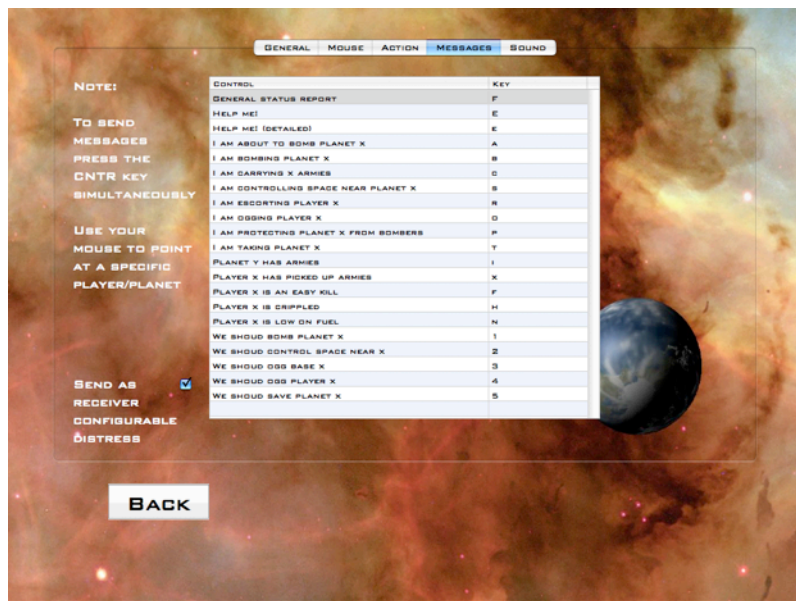 GENERAL MOUSE ACTION MESSAGES SOUND
NOTE:
TO SEND
MESSAGES
PRESS THE
CNTR KEY
SIMULTANEOUSLY
USE YOUR
MOUSE TO POINT
AT A SPECIFIC
PLAYER/PLANET
SEND AS
RECEIVER
CONFIGURABLE
DISTRESS
CONTROL KEY
GENERAL STATUS REPORT F
HELP ME! E
HELP ME! (DETAILED) E
I AM ABOUT TO BOMB PLANET X A
I AM BOMBING PLANET X B
I AM CARRYING X ARMIES C
I AM CONTROLLING SPACE NEAR PLANET X S
I AM ESCORTING PLAYER X R
I AM OGGING PLAYER X O
I AM PROTECTING PLANET X FROM BOMBERS P
I AM TAKING PLANET X T
PLANET Y HAS ARMIES I
PLAYER X HAS PICKED UP ARMIES X
PLAYER X IS AN EASY KILL F
PLAYER X IS CRIPPLED H
PLAYER X IS LOW ON FUEL N
WE SHOUD BOMB PLANET X 1
WE SHOUD CONTROL SPACE NEAR X 2
WE SHOUD OGG BASE X 3
WE SHOUD OGG PLAYER X 4
WE SHOUD SAVE PLANET X 5
BACK